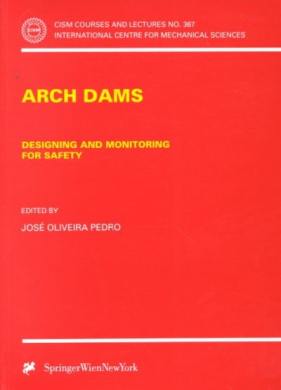 CISM
CISM COURSES AND LECTURES NO. 367
INTERNATIONAL CENTRE FOR MECHANICAL SCIENCES
ARCH DAMS
DESIGNING AND MONITORING
FOR SAFETY
EDITED BY
JOSÉ OLIVEIRA PEDRO
SpringerWienNewYork